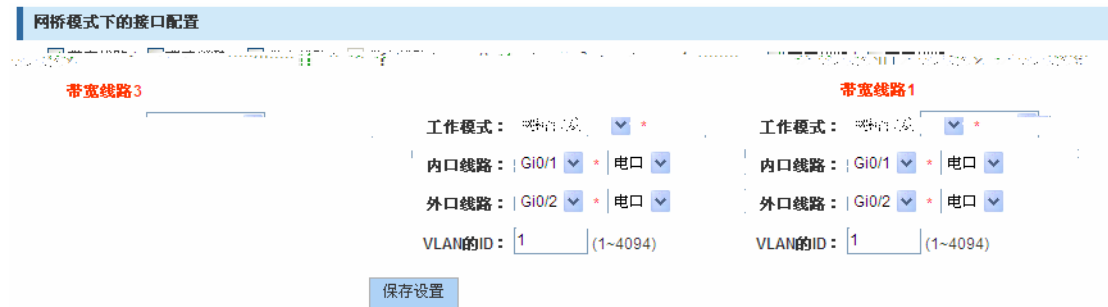 网桥模式下的接口配置
带宽线路3
带宽线路1
工作模式： *
工作模式： *
内口线路： Gi0/1 * 电口
内口线路： Gi0/1 * 电口
外口线路： Gi0/2 * 电口
外口线路： Gi0/2 * 电口
VLAN的ID： 1 (1~4094)
VLAN的ID： 1 (1~4094)
保存设置